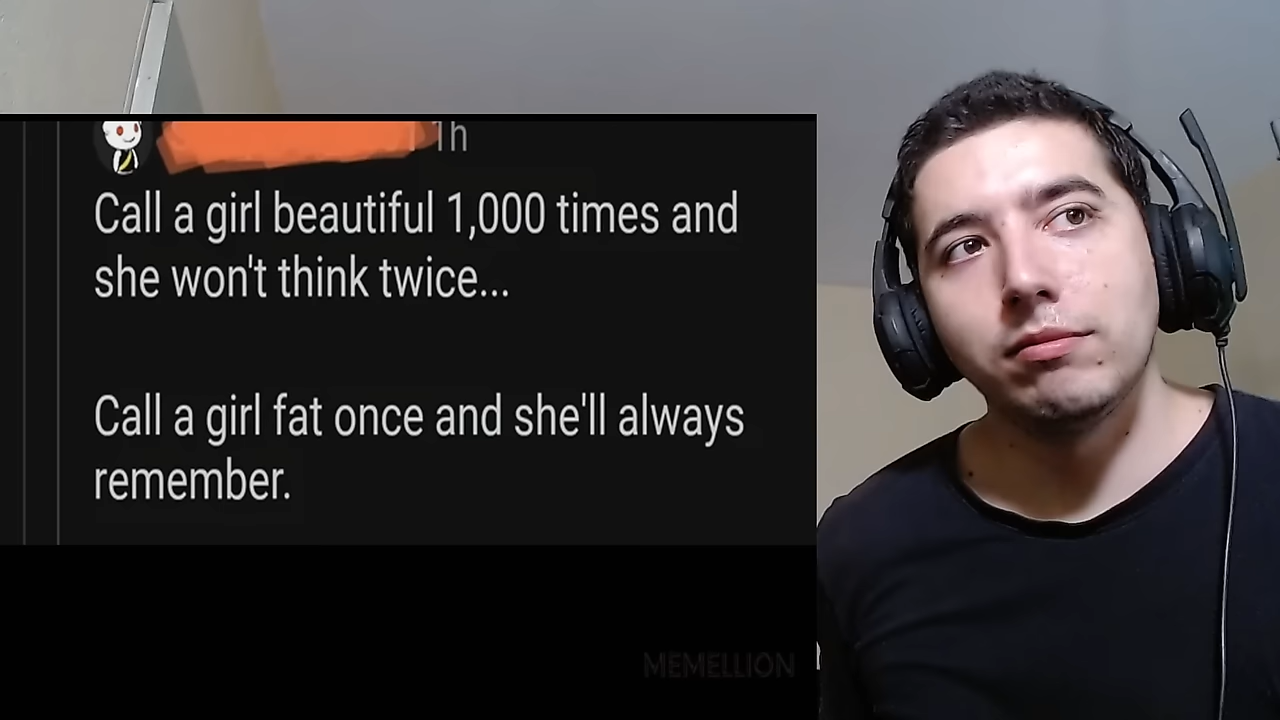 1h
Call a girl beautiful 1,000 times and
she won't think twice...
Call a girl fat once and she'll always
remember.
MEMELLION